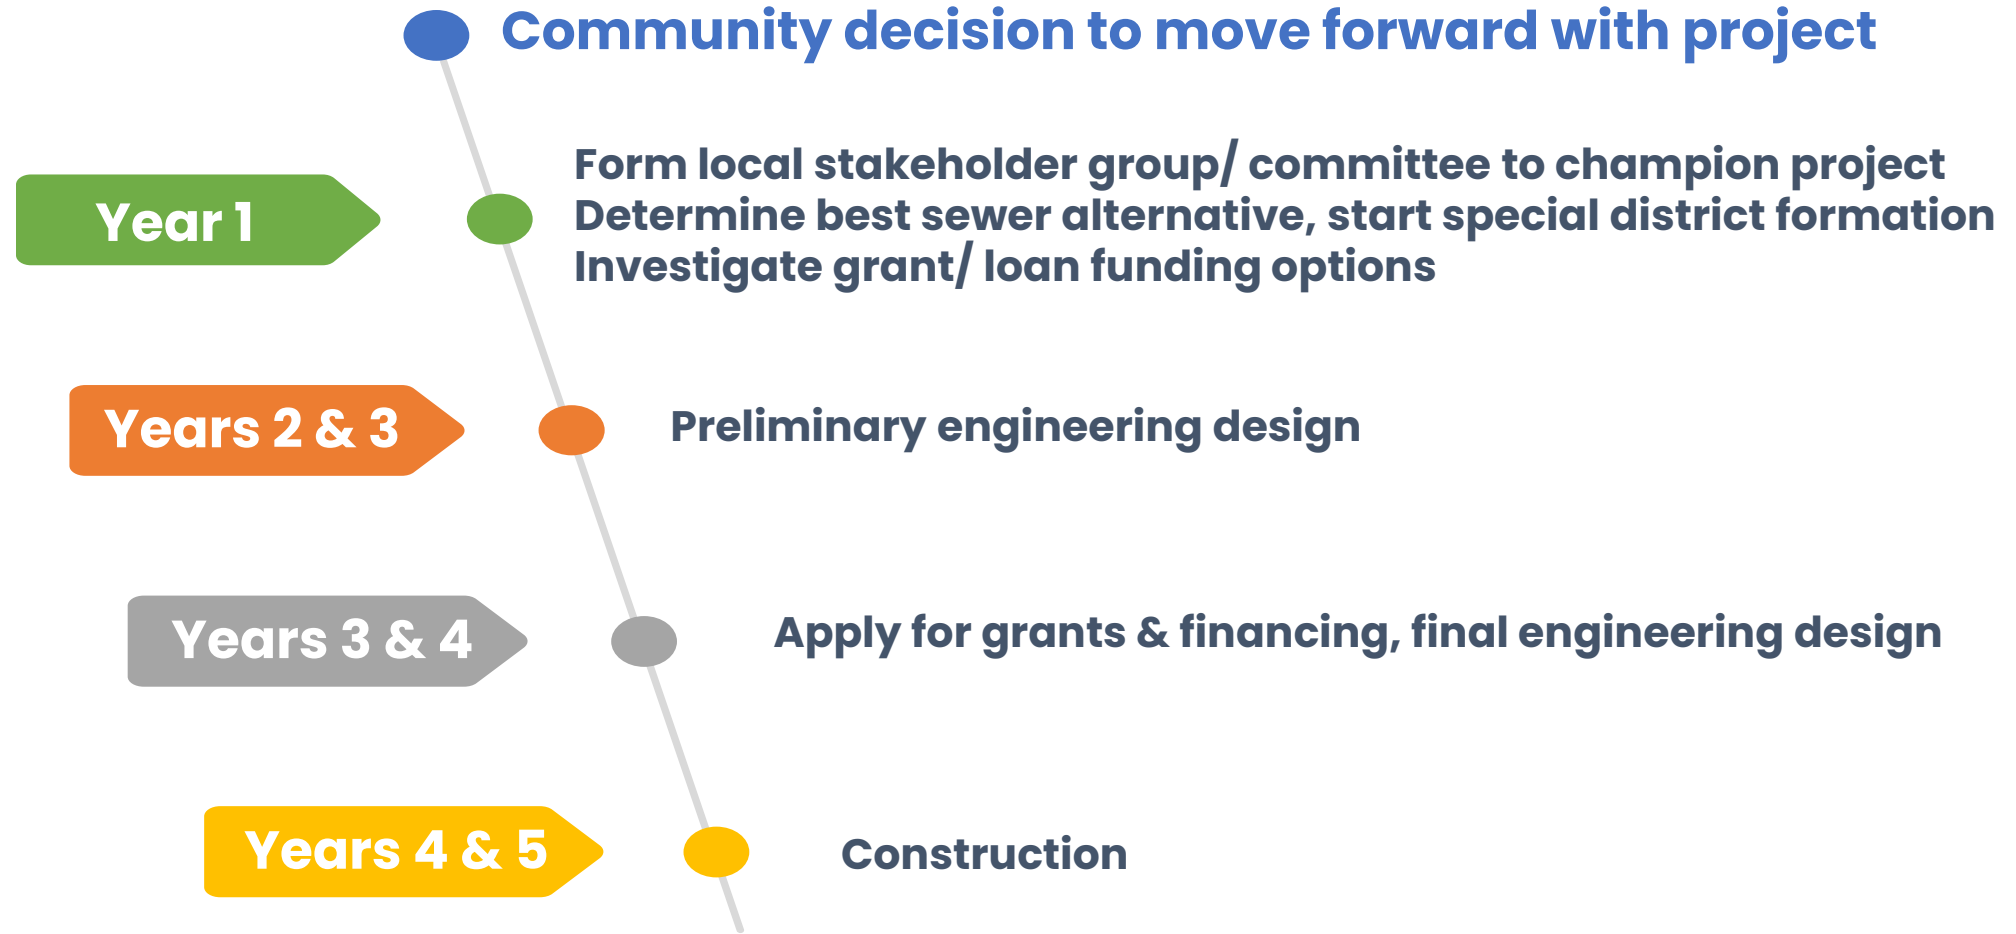 Community decision to move forward with project
Year 1
Form local stakeholder group/ committee to champion project
Determine best sewer alternative, start special district formation
Investigate grant/ loan funding options
Years 2 & 3
Preliminary engineering design
Years 3 & 4
Apply for grants & financing, final engineering design
Years 4 & 5
Construction